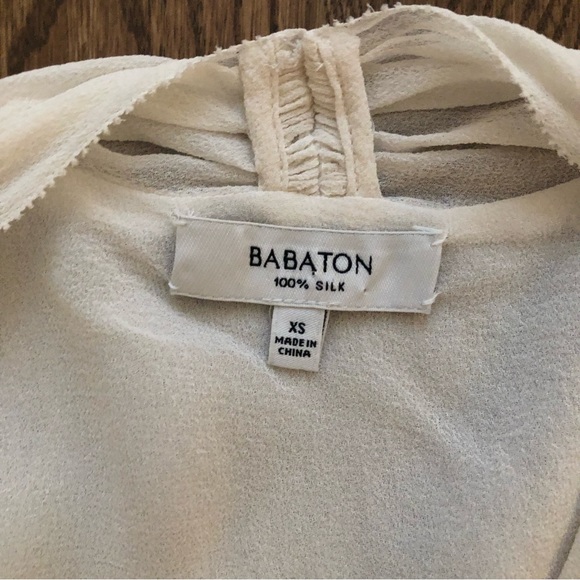 BABATON
100% SILK
XS
MADE IN
CHINA